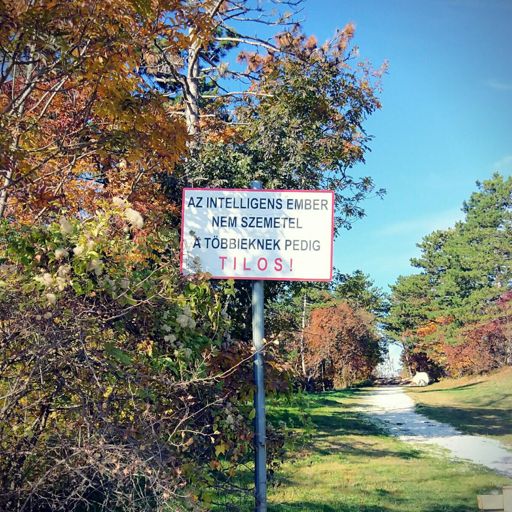 AZ INTELLIGENS EMBER
NEM SZEMETEL
A TÖBBIEKNEK PEDIG
TILOS!